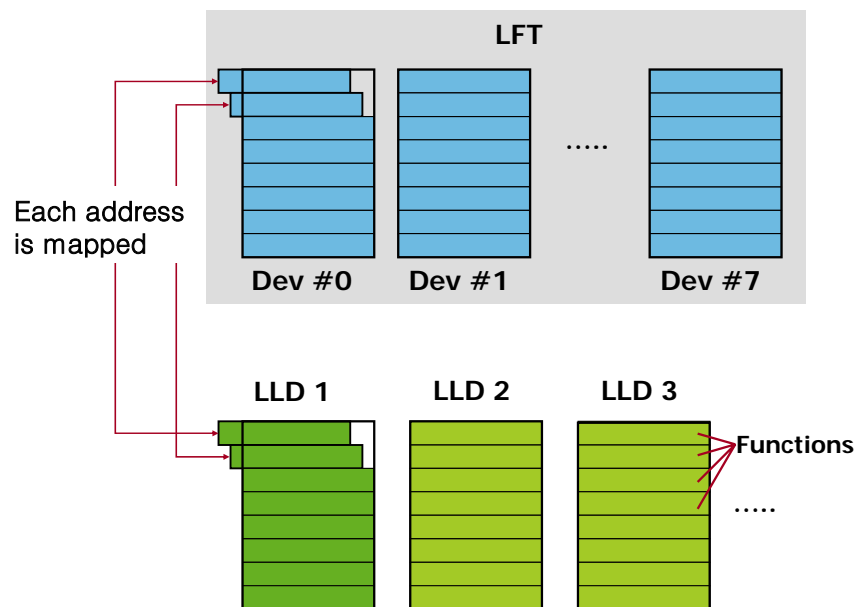 LFT
.....
Each address
is mapped
Dev #0
Dev #1
Dev #7
LLD 1
LLD 2
LLD 3
Functions
.....